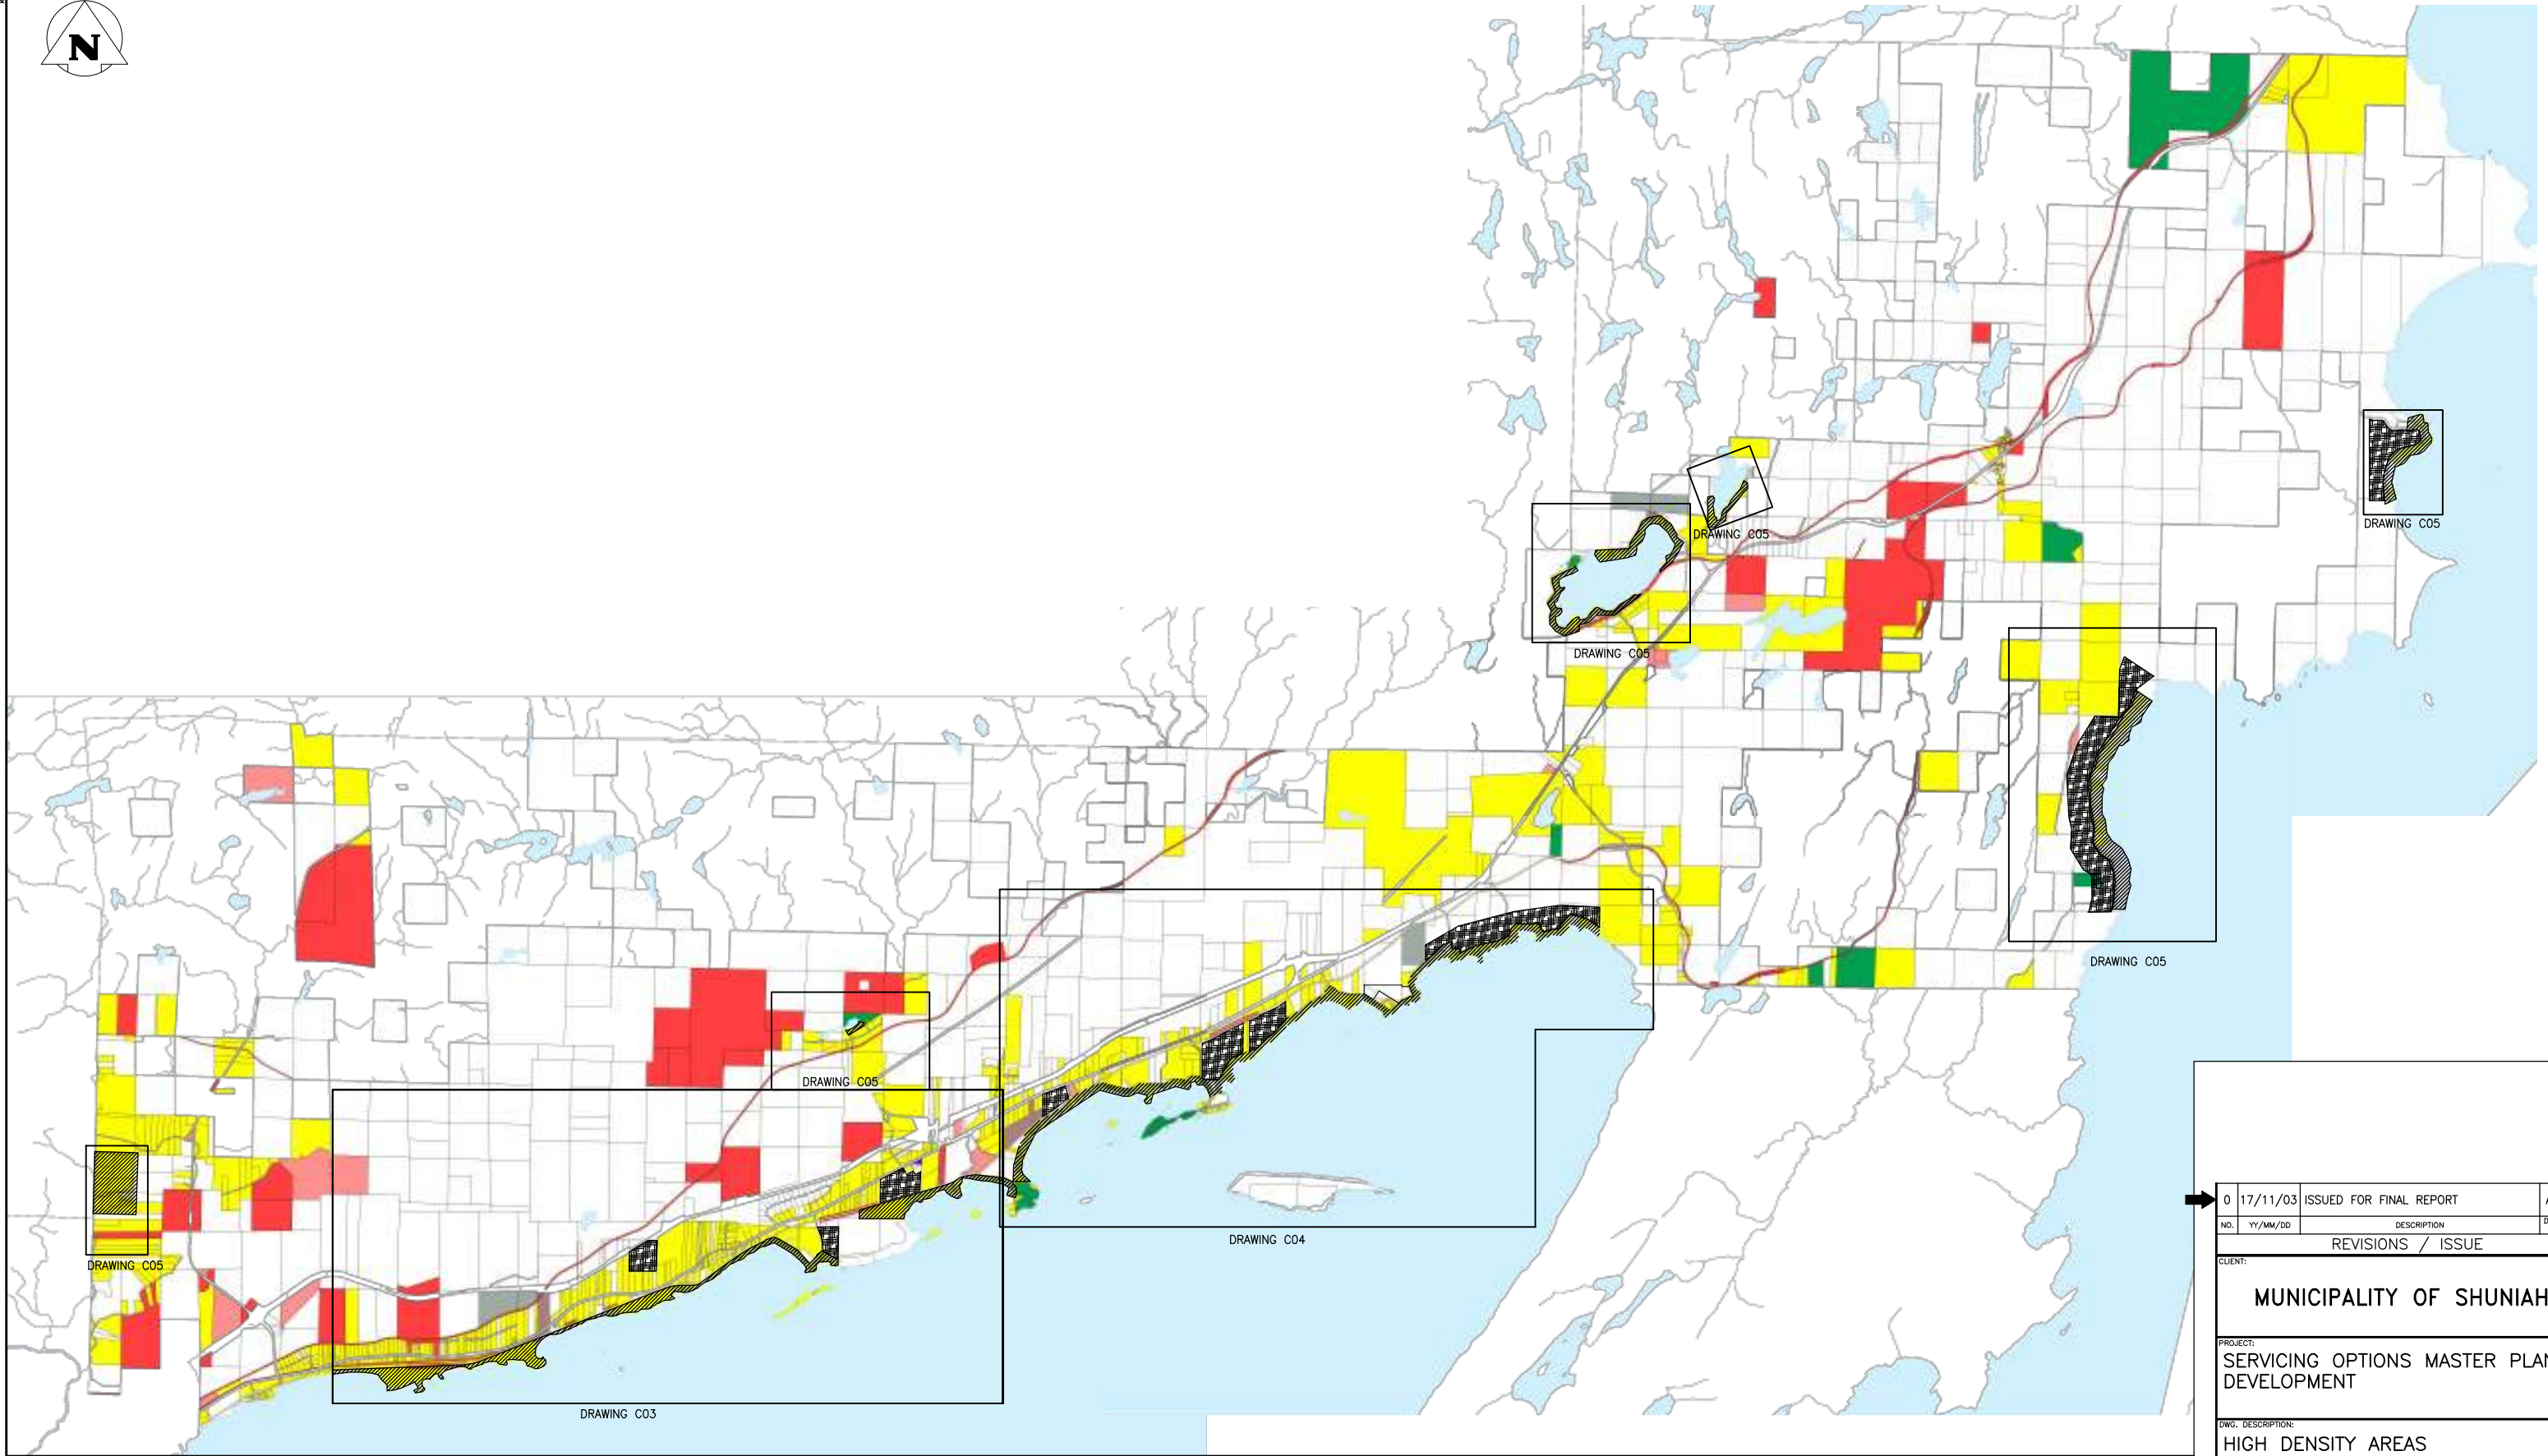 N
DRAWING C05
DRAWING C05
DRAWING C05
DRAWING C05
DRAWING C05
DRAWING C04
DRAWING C05
DRAWING C03
0 17/11/03 ISSUED FOR FINAL REPORT
NO. YY/MM/DD DESCRIPTION
REVISIONS / ISSUE
CLIENT:
MUNICIPALITY OF SHUNIAH
PROJECT:
SERVICING OPTIONS MASTER PLAN
DEVELOPMENT
DWG. DESCRIPTION:
HIGH DENSITY AREAS